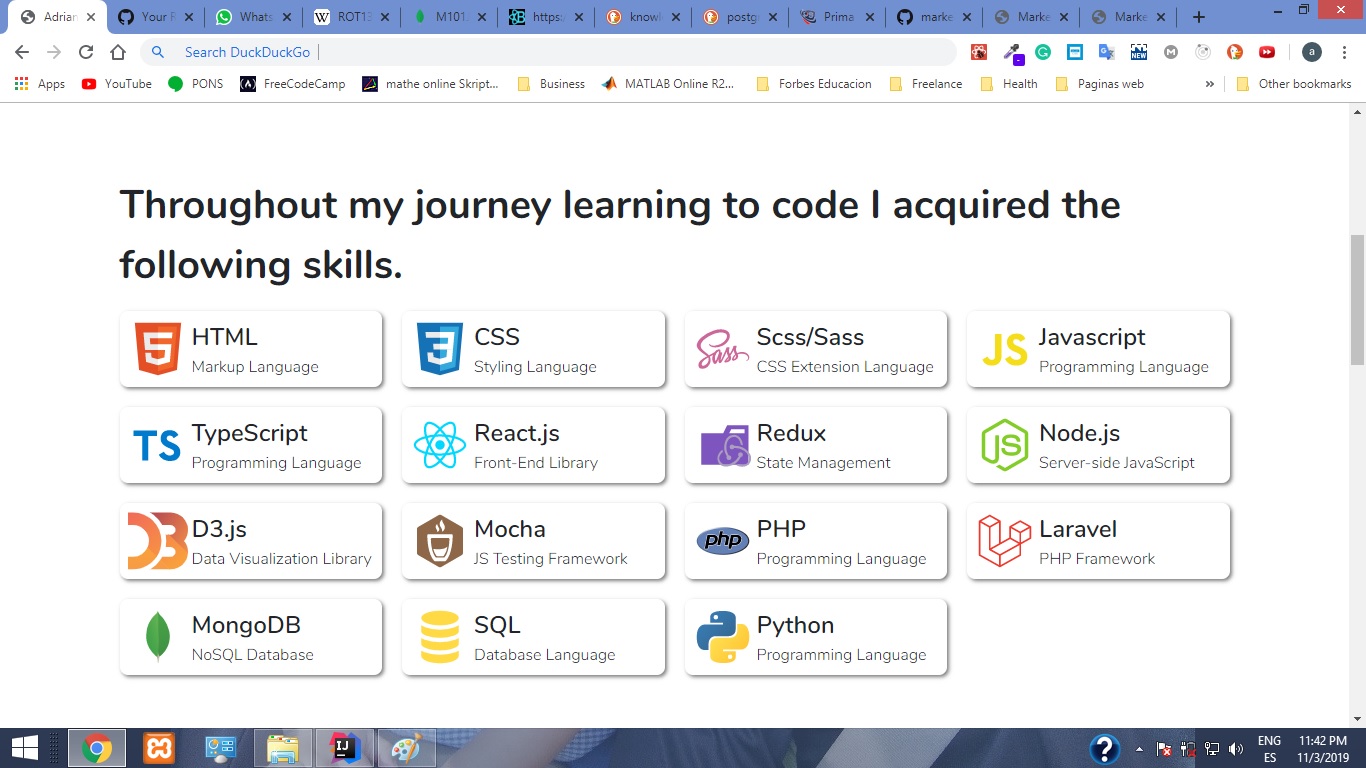 Adrian
Your R
Whats
ROT13
M101
https:/
knowl
postg
Prima
marke
Marke
Marke
Search DuckDuckGo
NEW
M
a
Apps
YouTube
PONS
FreeCodeCamp
mathe online Skript...
Business
MATLAB Online R2...
Forbes Educacion
Freelance
Health
Paginas web
»
Other bookmarks
Throughout my journey learning to code I acquired the
following skills.
HTML
Markup Language
CSS
Styling Language
Sass
Scss/Sass
CSS Extension Language
JS
Javascript
Programming Language
TS
TypeScript
Programming Language
React.js
Front-End Library
Redux
State Management
JS
Node.js
Server-side JavaScript
D3
D3.js
Data Visualization Library
Mocha
JS Testing Framework
php
PHP
Programming Language
Laravel
PHP Framework
MongoDB
NoSQL Database
SQL
Database Language
Python
Programming Language
IJ
ENG
ES
11:42 PM
11/3/2019